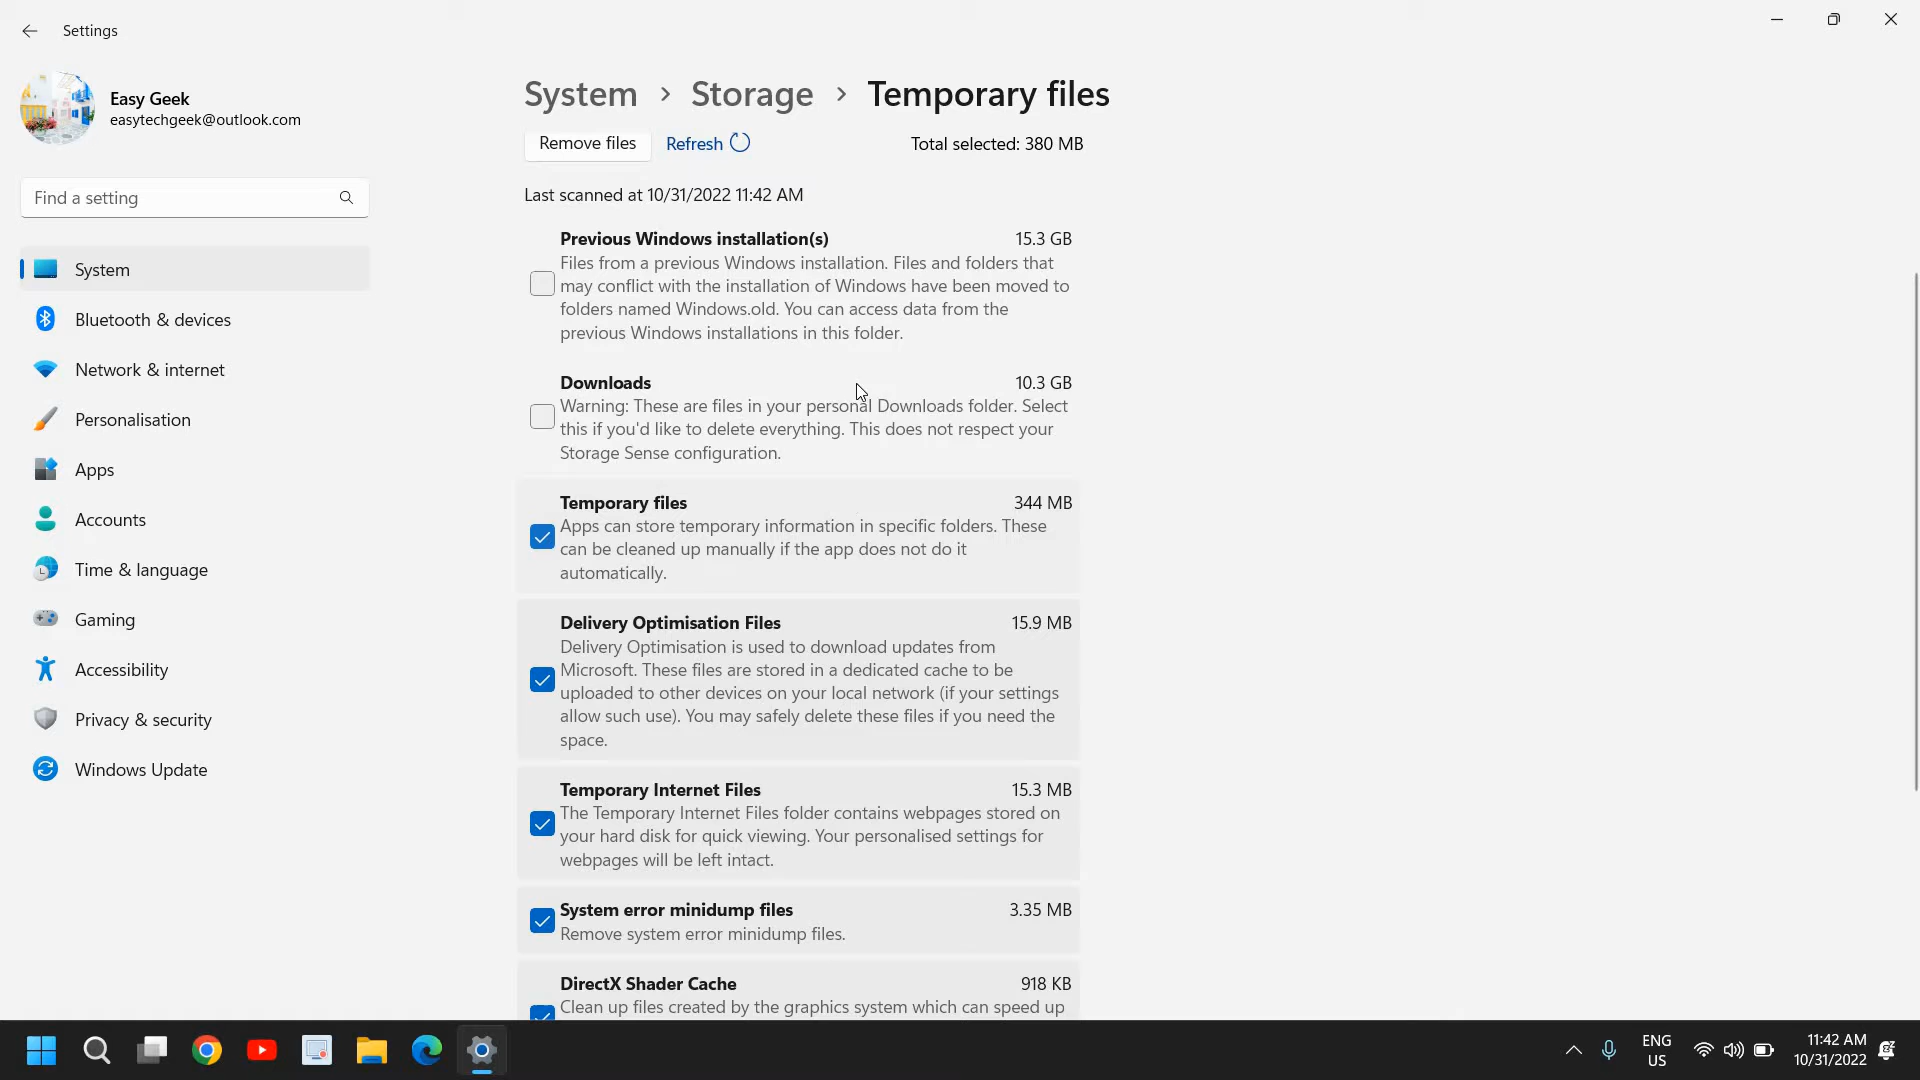 Settings
Easy Geek
easytechgeek@outlook.com
Find a setting
System
Bluetooth & devices
Network & internet
Personalisation
Apps
Accounts
Time & language
Gaming
Accessibility
Privacy & security
Windows Update
System > Storage > Temporary files
Remove files Refresh Total selected: 380 MB
Last scanned at 10/31/2022 11:42 AM
Previous Windows installation(s) 15.3 GB
Files from a previous Windows installation. Files and folders that
may conflict with the installation of Windows have been moved to
folders named Windows.old. You can access data from the
previous Windows installations in this folder.
Downloads 10.3 GB
Warning: These are files in your personal Downloads folder. Select
this if you'd like to delete everything. This does not respect your
Storage Sense configuration.
Temporary files 344 MB
Apps can store temporary information in specific folders. These
can be cleaned up manually if the app does not do it
automatically.
Delivery Optimisation Files 15.9 MB
Delivery Optimisation is used to download updates from
Microsoft. These files are stored in a dedicated cache to be
uploaded to other devices on your local network (if your settings
allow such use). You may safely delete these files if you need the
space.
Temporary Internet Files 15.3 MB
The Temporary Internet Files folder contains webpages stored on
your hard disk for quick viewing. Your personalised settings for
webpages will be left intact.
System error minidump files 3.35 MB
Remove system error minidump files.
DirectX Shader Cache 918 KB
Clean up files created by the graphics system which can speed up
ENG
US
11:42 AM
10/31/2022